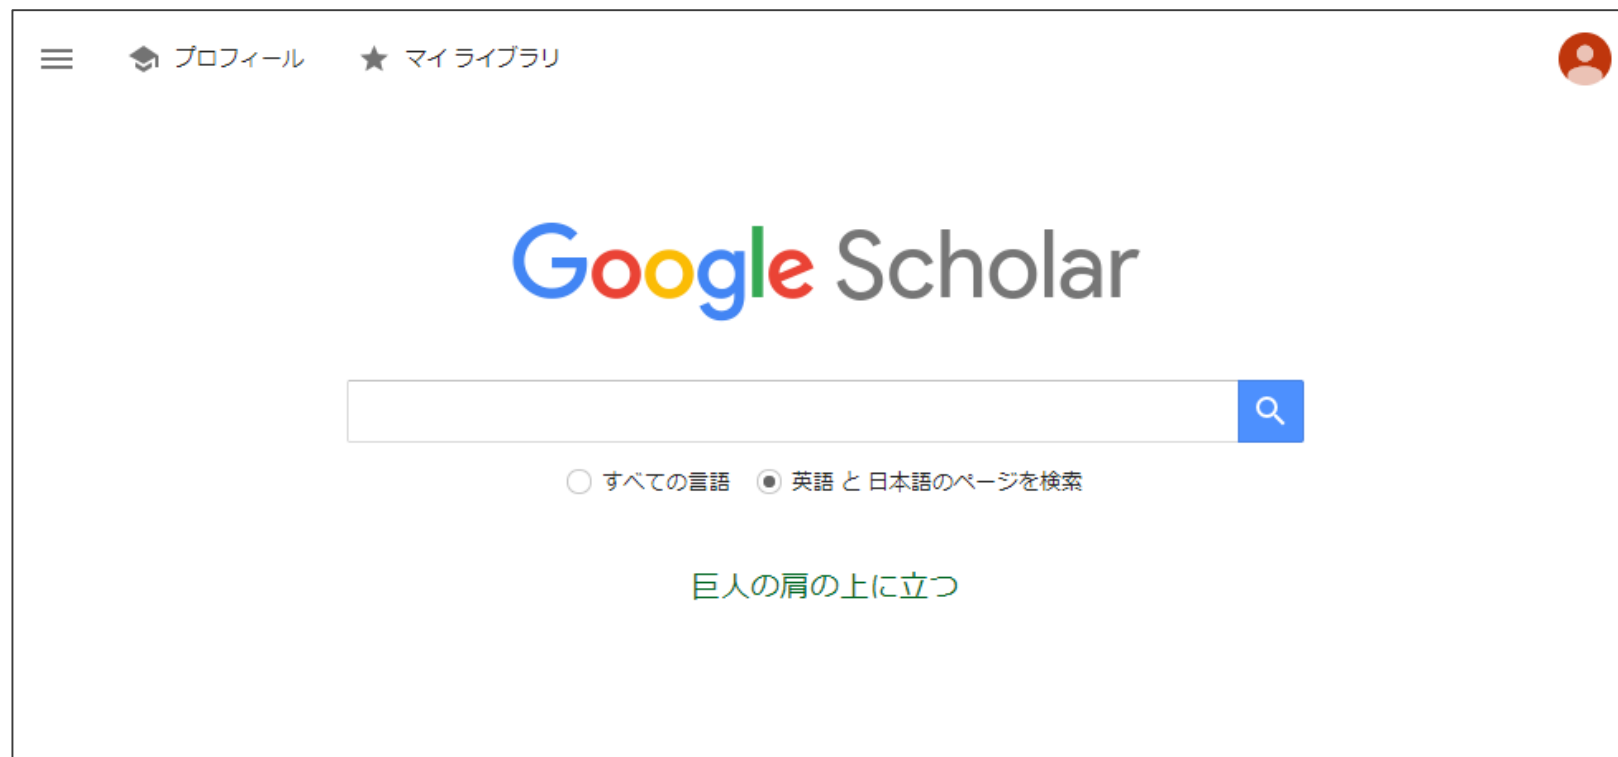 プロフィール マイ ライブラリ
Google Scholar
すべての言語 英語 と 日本語のページを検索
巨人の肩の上に立つ